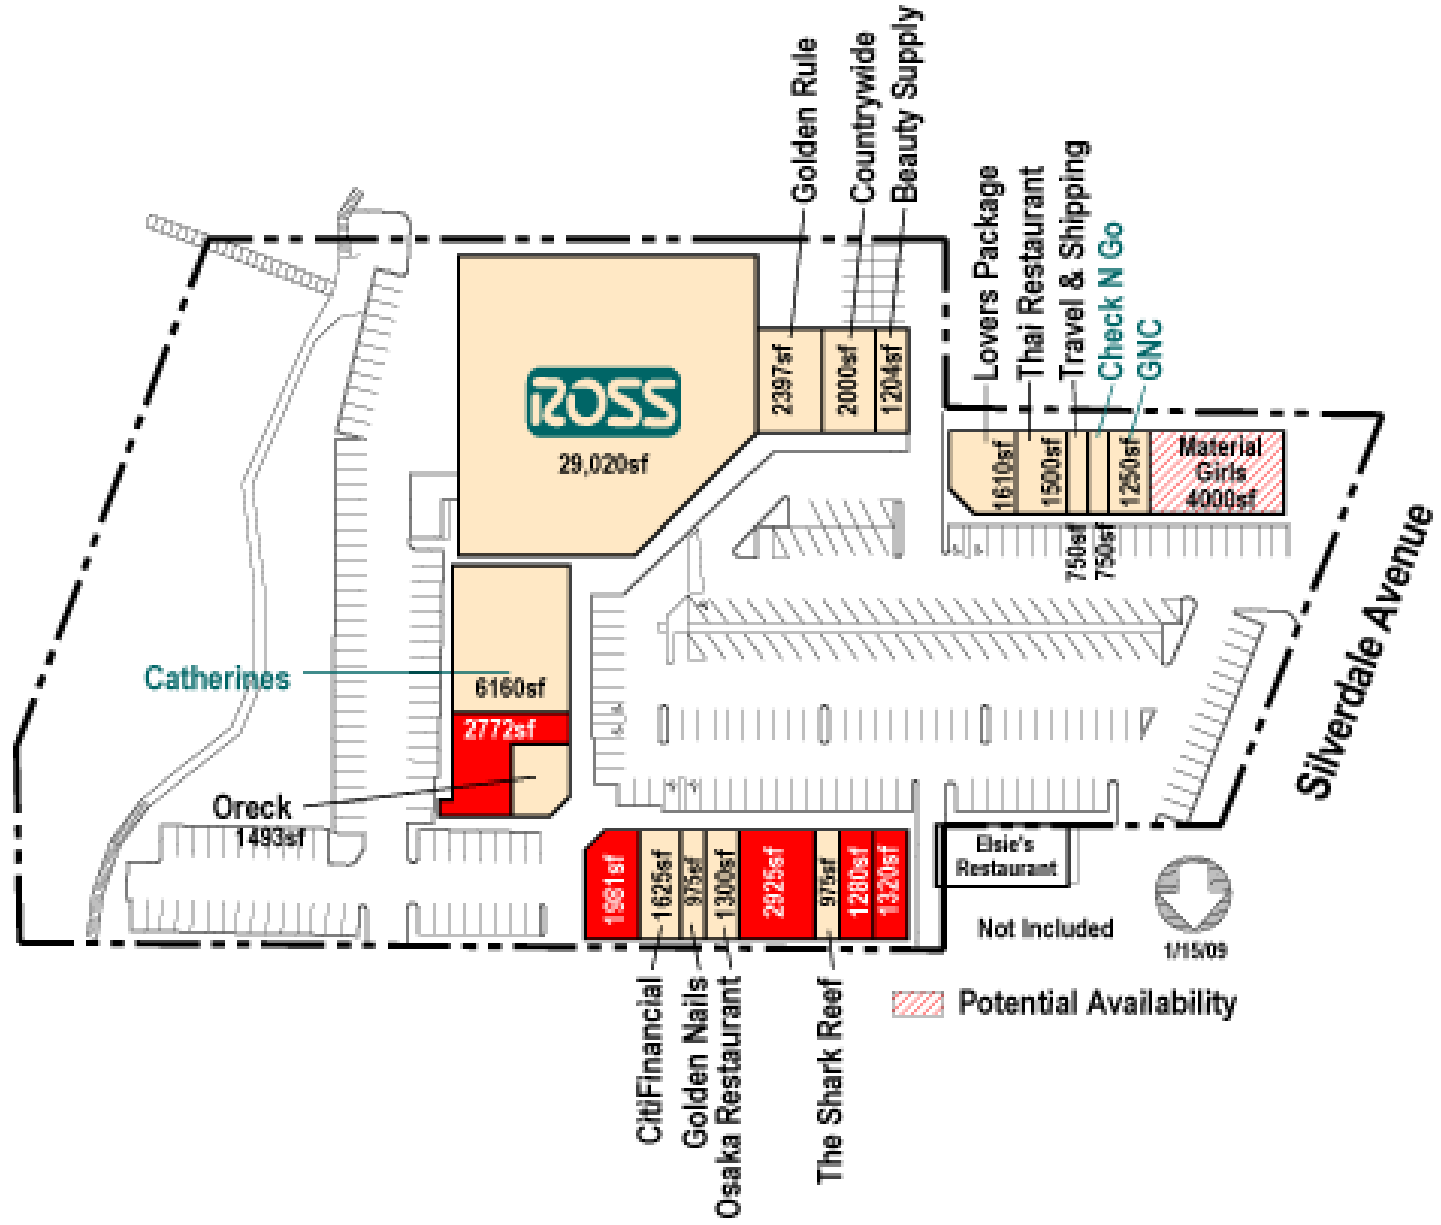 Golden Rule
Countrywide
Beauty Supply
Lovers Package
Thai Restaurant
Travel & Shipping
Check N Go
GNC
2397sf
2000sf
1204sf
ROSS
29,020sf
1610sf
1500sf
750sf
750sf
1250sf
Material
Girls
4000sf
Silverdale Avenue
Catherines
6160sf
2772sf
Oreck
1493sf
1981sf
1625sf
975sf
1300sf
2925sf
975sf
1280sf
1320sf
Elsie's
Restaurant
Not Included
1/15/09
CitiFinancial
Golden Nails
Osaka Restaurant
The Shark Reef
Potential Availability